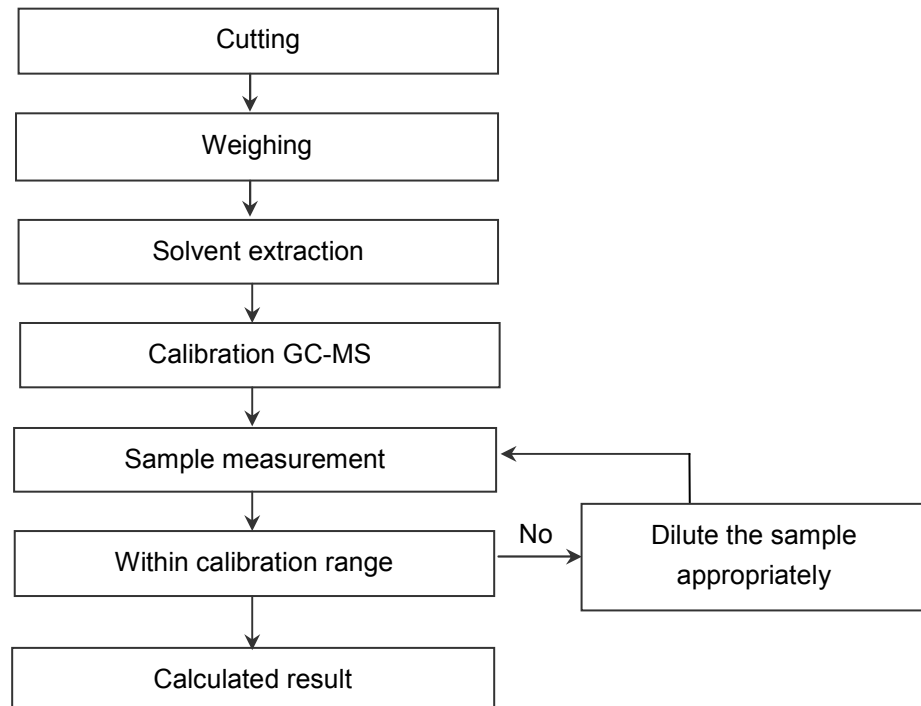 Cutting
Weighing
Solvent extraction
Calibration GC-MS
Sample measurement
Within calibration range
No
Dilute the sample
appropriately
Calculated result